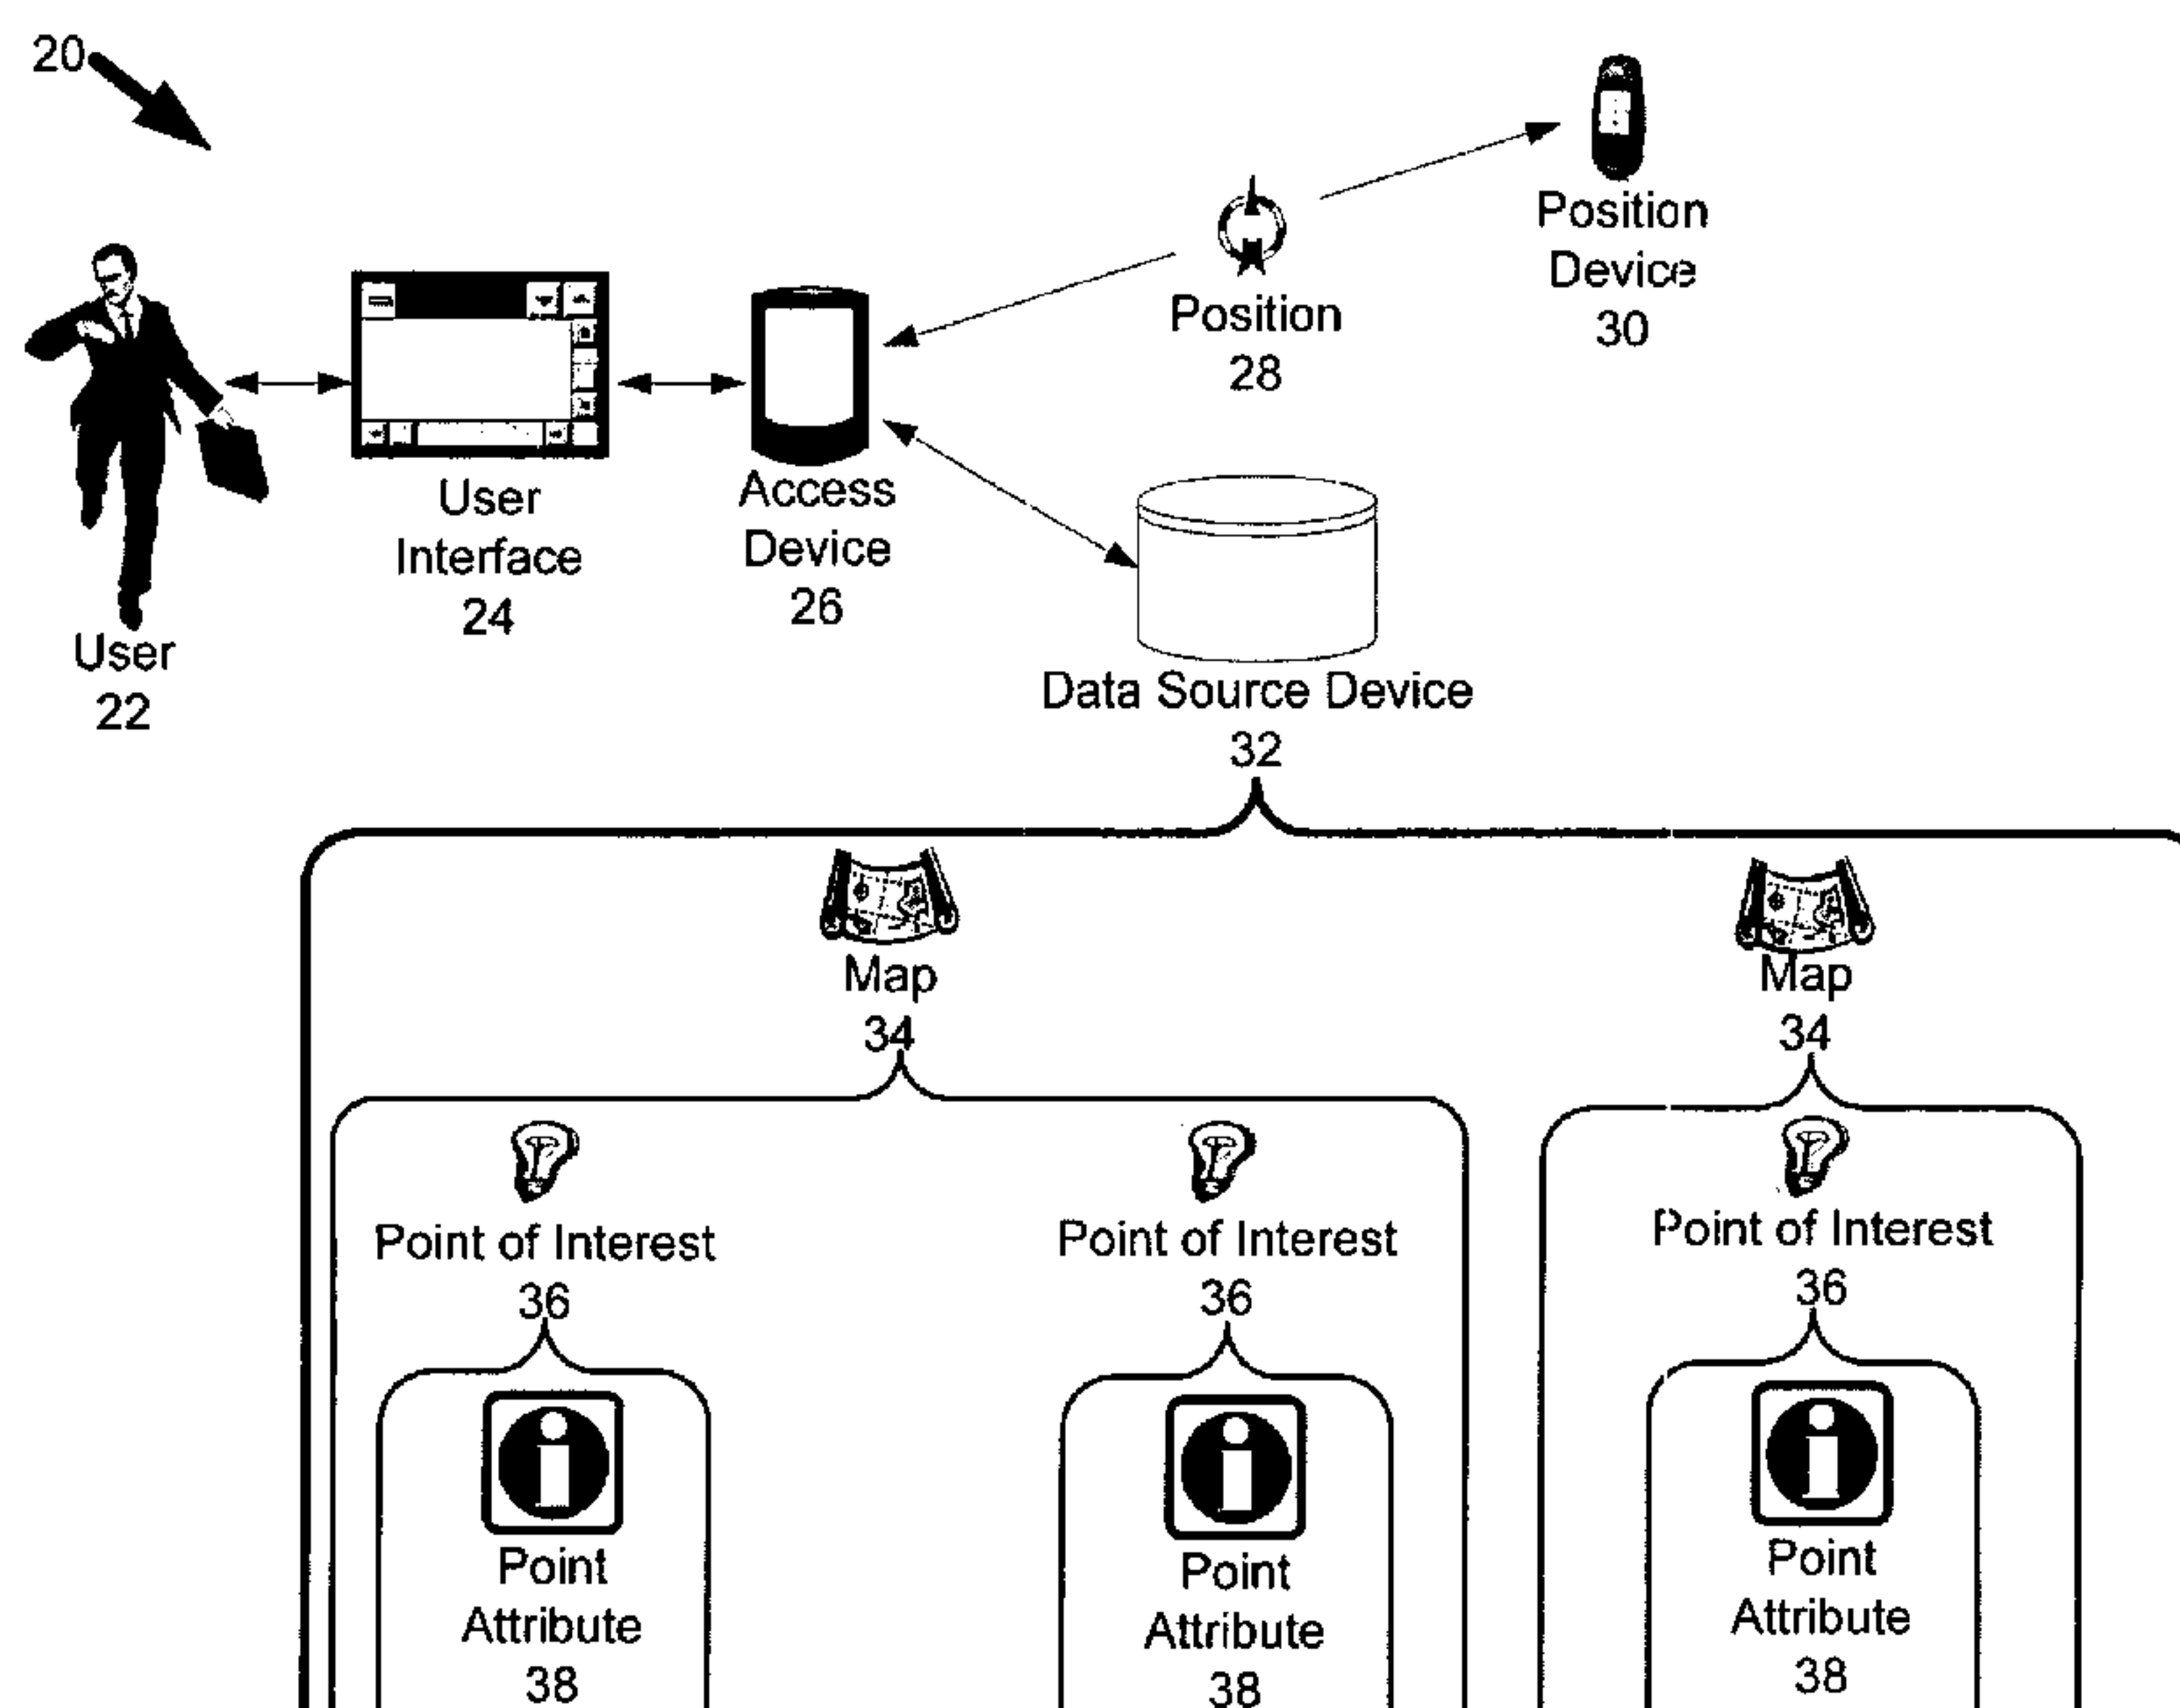 20
Position
Device
30
Position
28
User
Interface
24
Access
Device
26
User
22
Data Source Device
32
Map
34
Map
34
Point of Interest
36
Point of Interest
36
Point of Interest
36
Point
Attribute
38
Point
Attribute
38
Point
Attribute
38